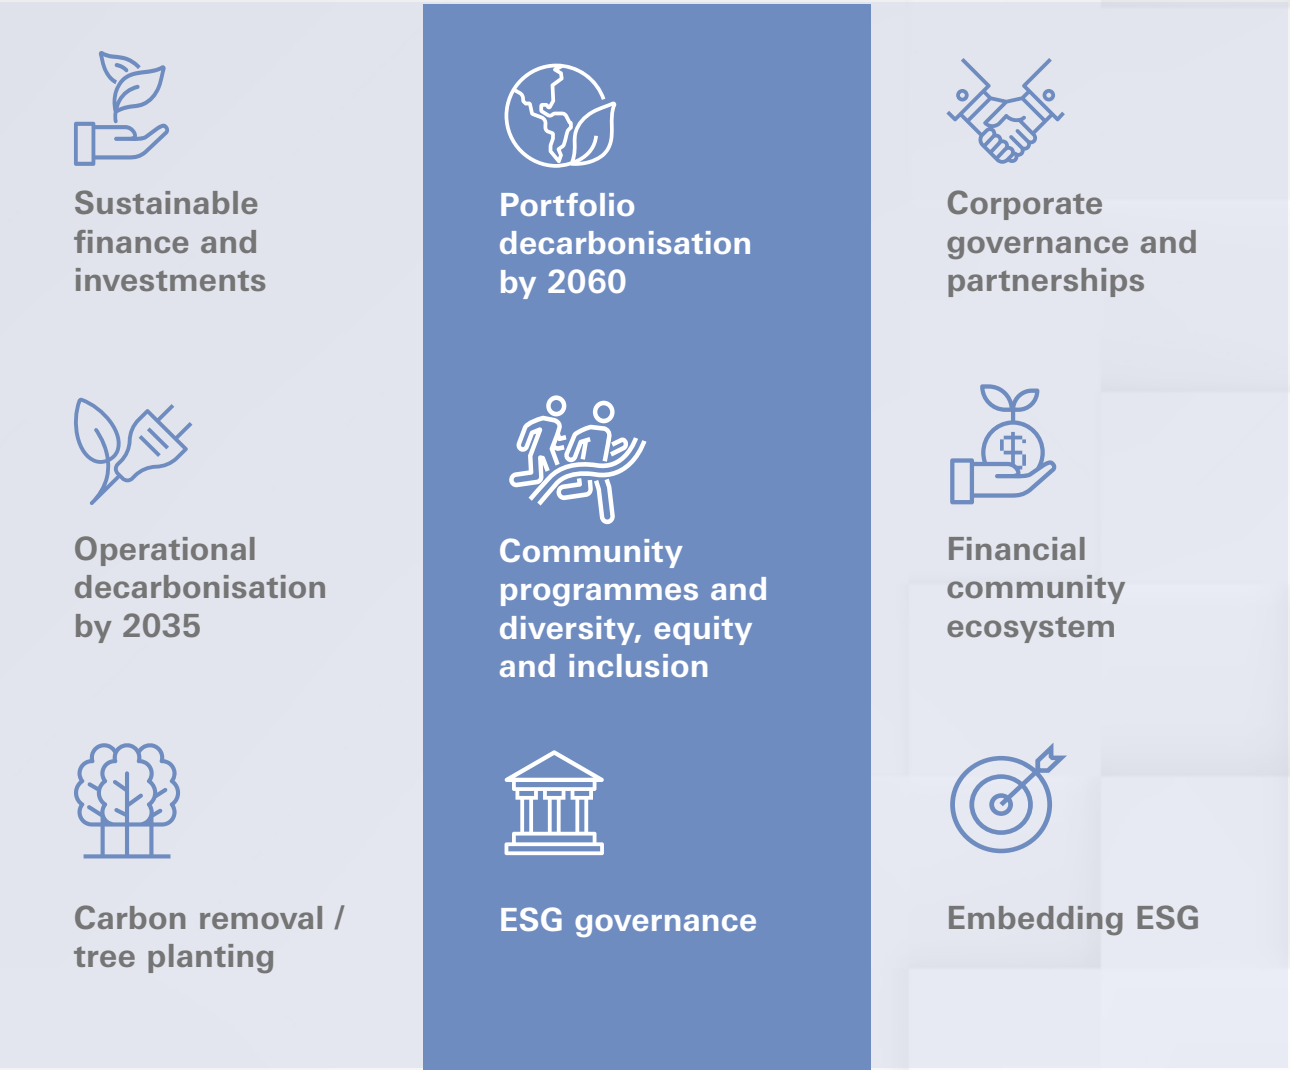 Sustainable
finance and
investments
Portfolio
decarbonisation
by 2060
Corporate
governance and
partnerships
Operational
decarbonisation
by 2035
Community
programmes and
diversity, equity
and inclusion
Financial
community
ecosystem
Carbon removal /
tree planting
ESG governance
Embedding ESG